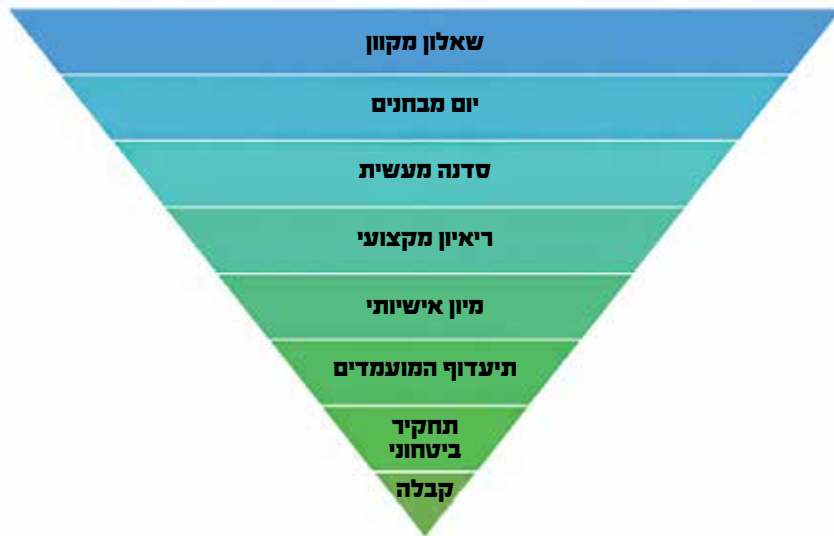 שאלון מקוון
יום מבחנים
סדנה מעשית
ריאיון מקצועי
מיון אישיותי
תיעדוף המועמדים
תחקיר
ביטחוני
קבלה